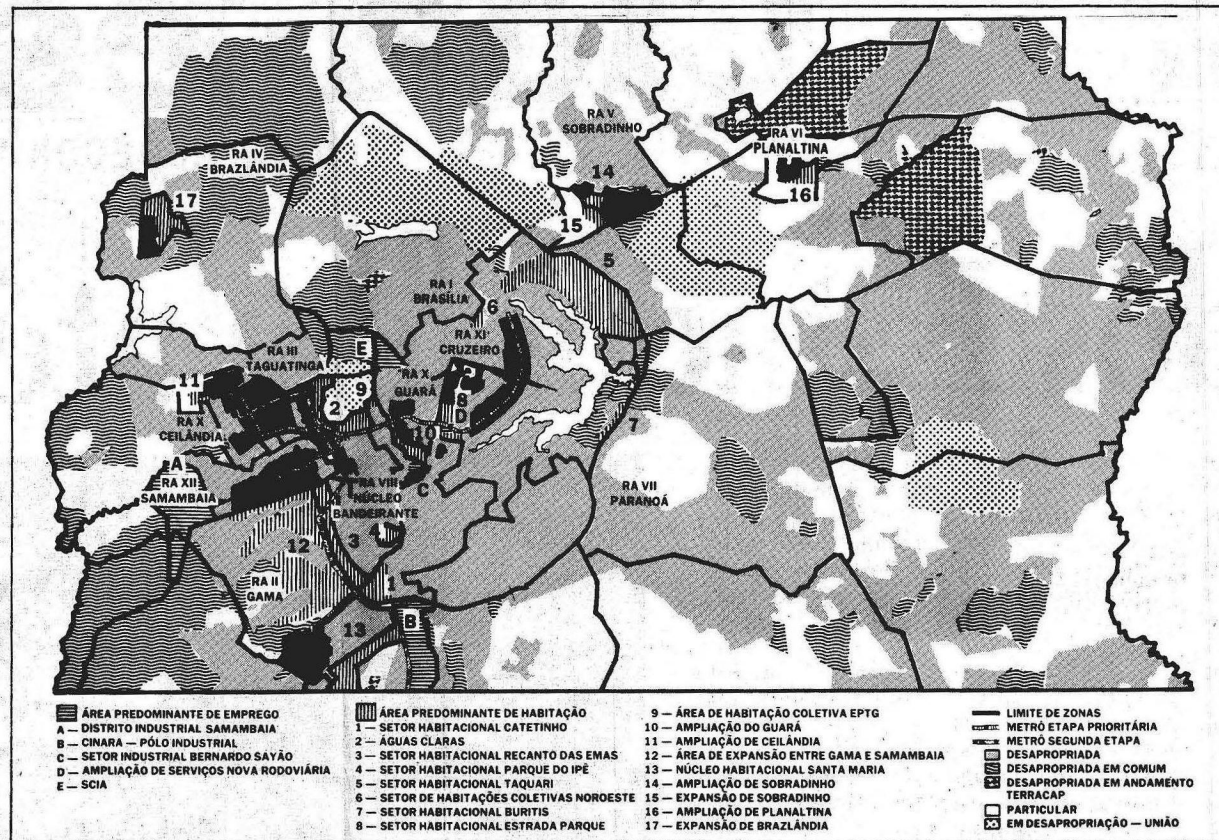 RA IV
BRAZLÂNDIA
17
RA V
SOBRADINHO
14
15
RA VI
PLANALTINA
16
5
RA I
BRASÍLIA
6
RA XI
CRUZEIRO
E
RA III
TAGUATINGA
9
2
RA X
GUARÁ
8
D
10
11
RA X
CEILÂNDIA
7
A
RA XII
SAMAMBAIA
RA VIII
NÚCLEO
BANDEIRANTE
C
RA VII
PARANOÁ
12
3
4
RA II
GAMA
1
B
13
ÁREA PREDOMINANTE DE EMPREGO
A — DISTRITO INDUSTRIAL SAMAMBAIA
B — CINARA — PÓLO INDUSTRIAL
C — SETOR INDUSTRIAL BERNARDO SAYÃO
D — AMPLIAÇÃO DE SERVIÇOS NOVA RODOVIÁRIA
E — SCIA
ÁREA PREDOMINANTE DE HABITAÇÃO
1 — SETOR HABITACIONAL CATETINHO
2 — ÁGUAS CLARAS
3 — SETOR HABITACIONAL RECANTO DAS EMAS
4 — SETOR HABITACIONAL PARQUE DO IPÊ
5 — SETOR HABITACIONAL TAQUARI
6 — SETOR DE HABITAÇÕES COLETIVAS NOROESTE
7 — SETOR HABITACIONAL BURITIS
8 — SETOR HABITACIONAL ESTRADA PARQUE
9 — ÁREA DE HABITAÇÃO COLETIVA EPTG
10 — AMPLIAÇÃO DO GUARÁ
11 — AMPLIAÇÃO DE CEILÂNDIA
12 — ÁREA DE EXPANSÃO ENTRE GAMA E SAMAMBAIA
13 — NÚCLEO HABITACIONAL SANTA MARIA
14 — AMPLIAÇÃO DE SOBRADINHO
15 — EXPANSÃO DE SOBRADINHO
16 — AMPLIAÇÃO DE PLANALTINA
17 — EXPANSÃO DE BRAZLÂNDIA
LIMITE DE ZONAS
METRÔ ETAPA PRIORITÁRIA
METRÔ SEGUNDA ETAPA
DESAPROPRIADA
DESAPROPRIADA EM COMUM
DESAPROPRIADA EM ANDAMENTO
TERRACAP
PARTICULAR
EM DESAPROPRIAÇÃO — UNIÃO